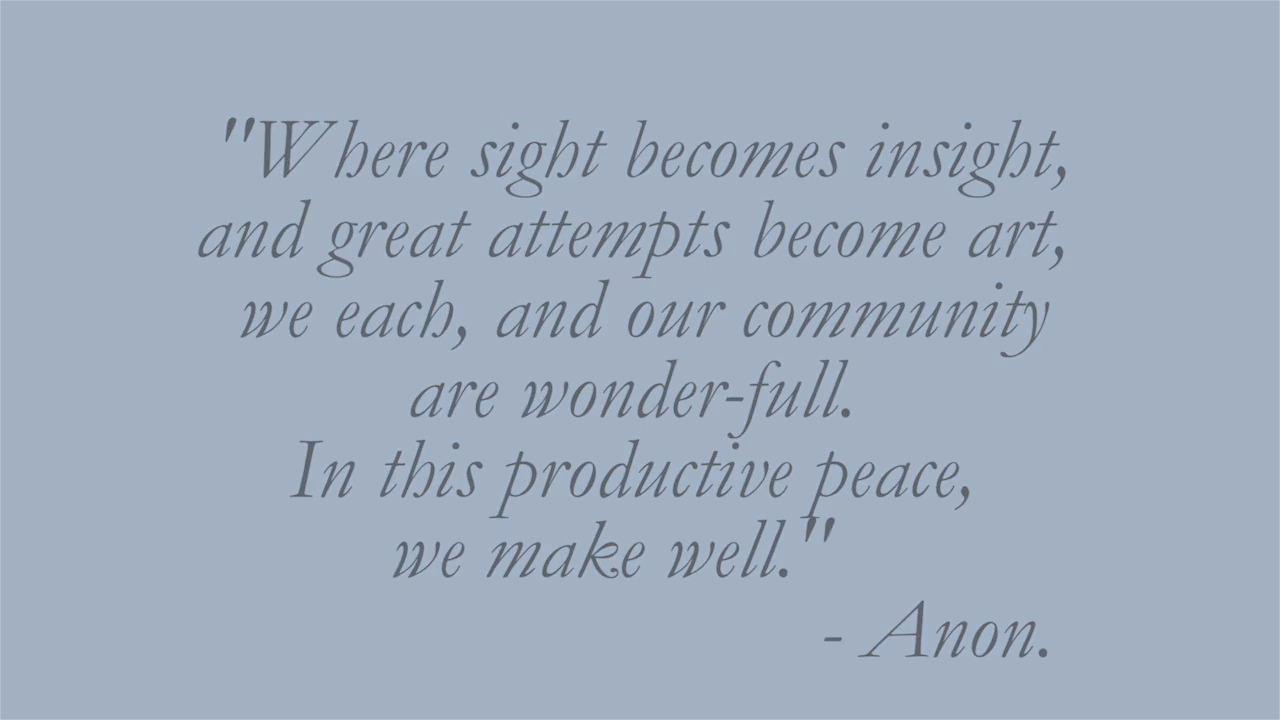 "Where sight becomes insight,
and great attempts become art,
we each, and our community
are wonder-full.
In this productive peace,
we make well."
- Anon.